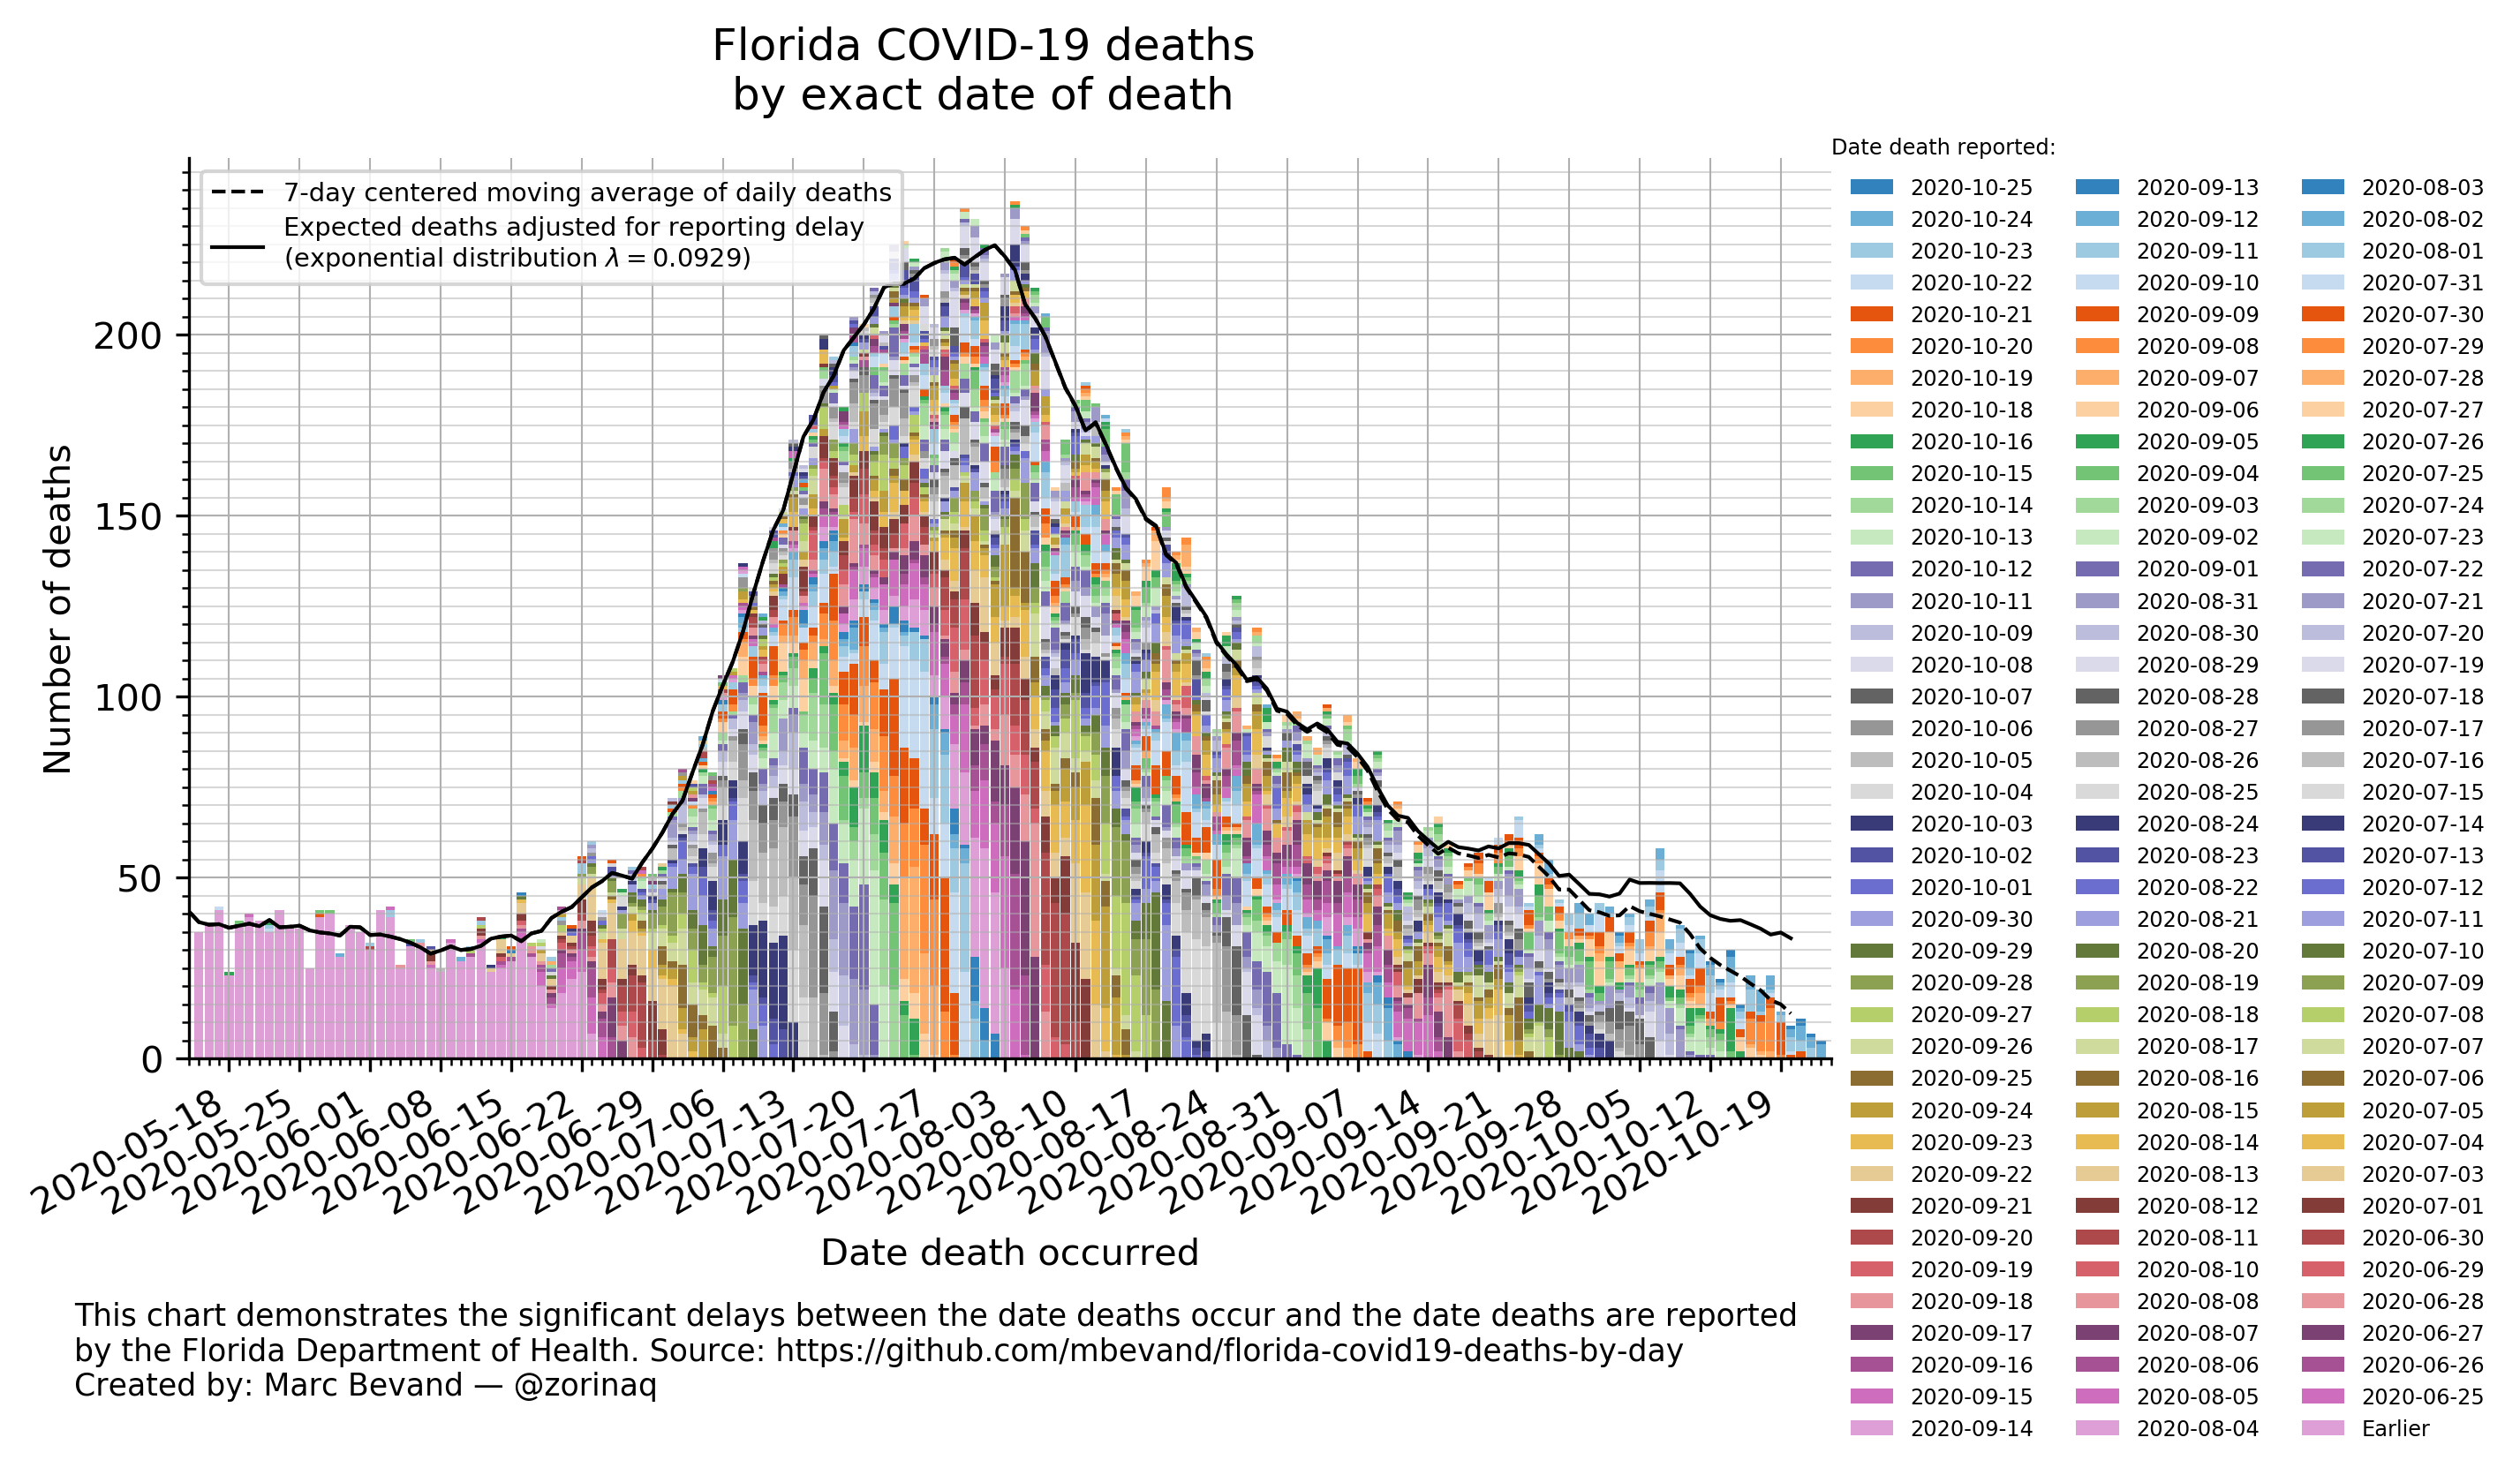 Florida COVID-19 deaths
by exact date of death
Date death reported:
7-day centered moving average of daily deaths
Expected deaths adjusted for reporting delay
(exponential distribution λ = 0.0929)
Number of deaths
200
150
100
50
0
2020-05-18
2020-05-25
2020-06-01
2020-06-08
2020-06-15
2020-06-22
2020-06-29
2020-07-06
2020-07-13
2020-07-20
2020-07-27
2020-08-03
2020-08-10
2020-08-17
2020-08-24
2020-08-31
2020-09-07
2020-09-14
2020-09-21
2020-09-28
2020-10-05
2020-10-12
2020-10-19
Date death occurred
2020-10-25 2020-09-13 2020-08-03
2020-10-24 2020-09-12 2020-08-02
2020-10-23 2020-09-11 2020-08-01
2020-10-22 2020-09-10 2020-07-31
2020-10-21 2020-09-09 2020-07-30
2020-10-20 2020-09-08 2020-07-29
2020-10-19 2020-09-07 2020-07-28
2020-10-18 2020-09-06 2020-07-27
2020-10-16 2020-09-05 2020-07-26
2020-10-15 2020-09-04 2020-07-25
2020-10-14 2020-09-03 2020-07-24
2020-10-13 2020-09-02 2020-07-23
2020-10-12 2020-09-01 2020-07-22
2020-10-11 2020-08-31 2020-07-21
2020-10-09 2020-08-30 2020-07-20
2020-10-08 2020-08-29 2020-07-19
2020-10-07 2020-08-28 2020-07-18
2020-10-06 2020-08-27 2020-07-17
2020-10-05 2020-08-26 2020-07-16
2020-10-04 2020-08-25 2020-07-15
2020-10-03 2020-08-24 2020-07-14
2020-10-02 2020-08-23 2020-07-13
2020-10-01 2020-08-22 2020-07-12
2020-09-30 2020-08-21 2020-07-11
2020-09-29 2020-08-20 2020-07-10
2020-09-28 2020-08-19 2020-07-09
2020-09-27 2020-08-18 2020-07-08
2020-09-26 2020-08-17 2020-07-07
2020-09-25 2020-08-16 2020-07-06
2020-09-24 2020-08-15 2020-07-05
2020-09-23 2020-08-14 2020-07-04
2020-09-22 2020-08-13 2020-07-03
2020-09-21 2020-08-12 2020-07-01
2020-09-20 2020-08-11 2020-06-30
2020-09-19 2020-08-10 2020-06-29
2020-09-18 2020-08-08 2020-06-28
2020-09-17 2020-08-07 2020-06-27
2020-09-16 2020-08-06 2020-06-26
2020-09-15 2020-08-05 2020-06-25
2020-09-14 2020-08-04 Earlier
This chart demonstrates the significant delays between the date deaths occur and the date deaths are reported
by the Florida Department of Health. Source: https://github.com/mbevand/florida-covid19-deaths-by-day
Created by: Marc Bevand — @zorinaq